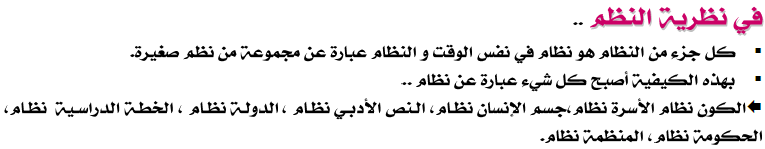 في نظرية النظم ..
▪ كل جزء من النظام هو نظام في نفس الوقت و النظام عبارة عن مجموعة من نظم صغيرة.
▪ بهذه الكيفية أصبح كل شيء عبارة عن نظام ..
🡸الكون نظام الأسرة نظام،جسم الإنسان نظام، النص الأدبي نظام ، الدولة نظام ، الخطة الدراسية نظام،
الحكومة نظام، المنظمة نظام.